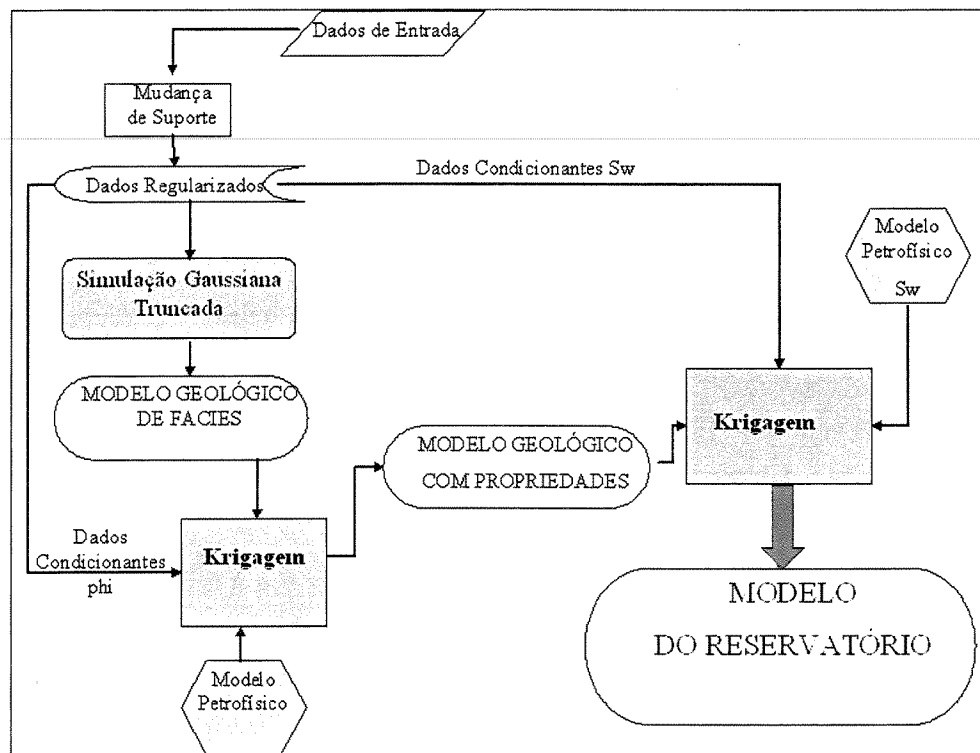 Dados de Entrada
Mudança
de Suporte
Dados Regularizados
Dados Condicionantes Sw
Modelo
Petrofísico
Sw
Simulação Gaussiana
Truncada
MODELO GEOLÓGICO
DE FACIES
Krigagem
MODELO GEOLÓGICO
COM PROPRIEDADES
Dados
Condicionantes
phi
Krigagem
MODELO
DO RESERVATÓRIO
Modelo
Petrofísico